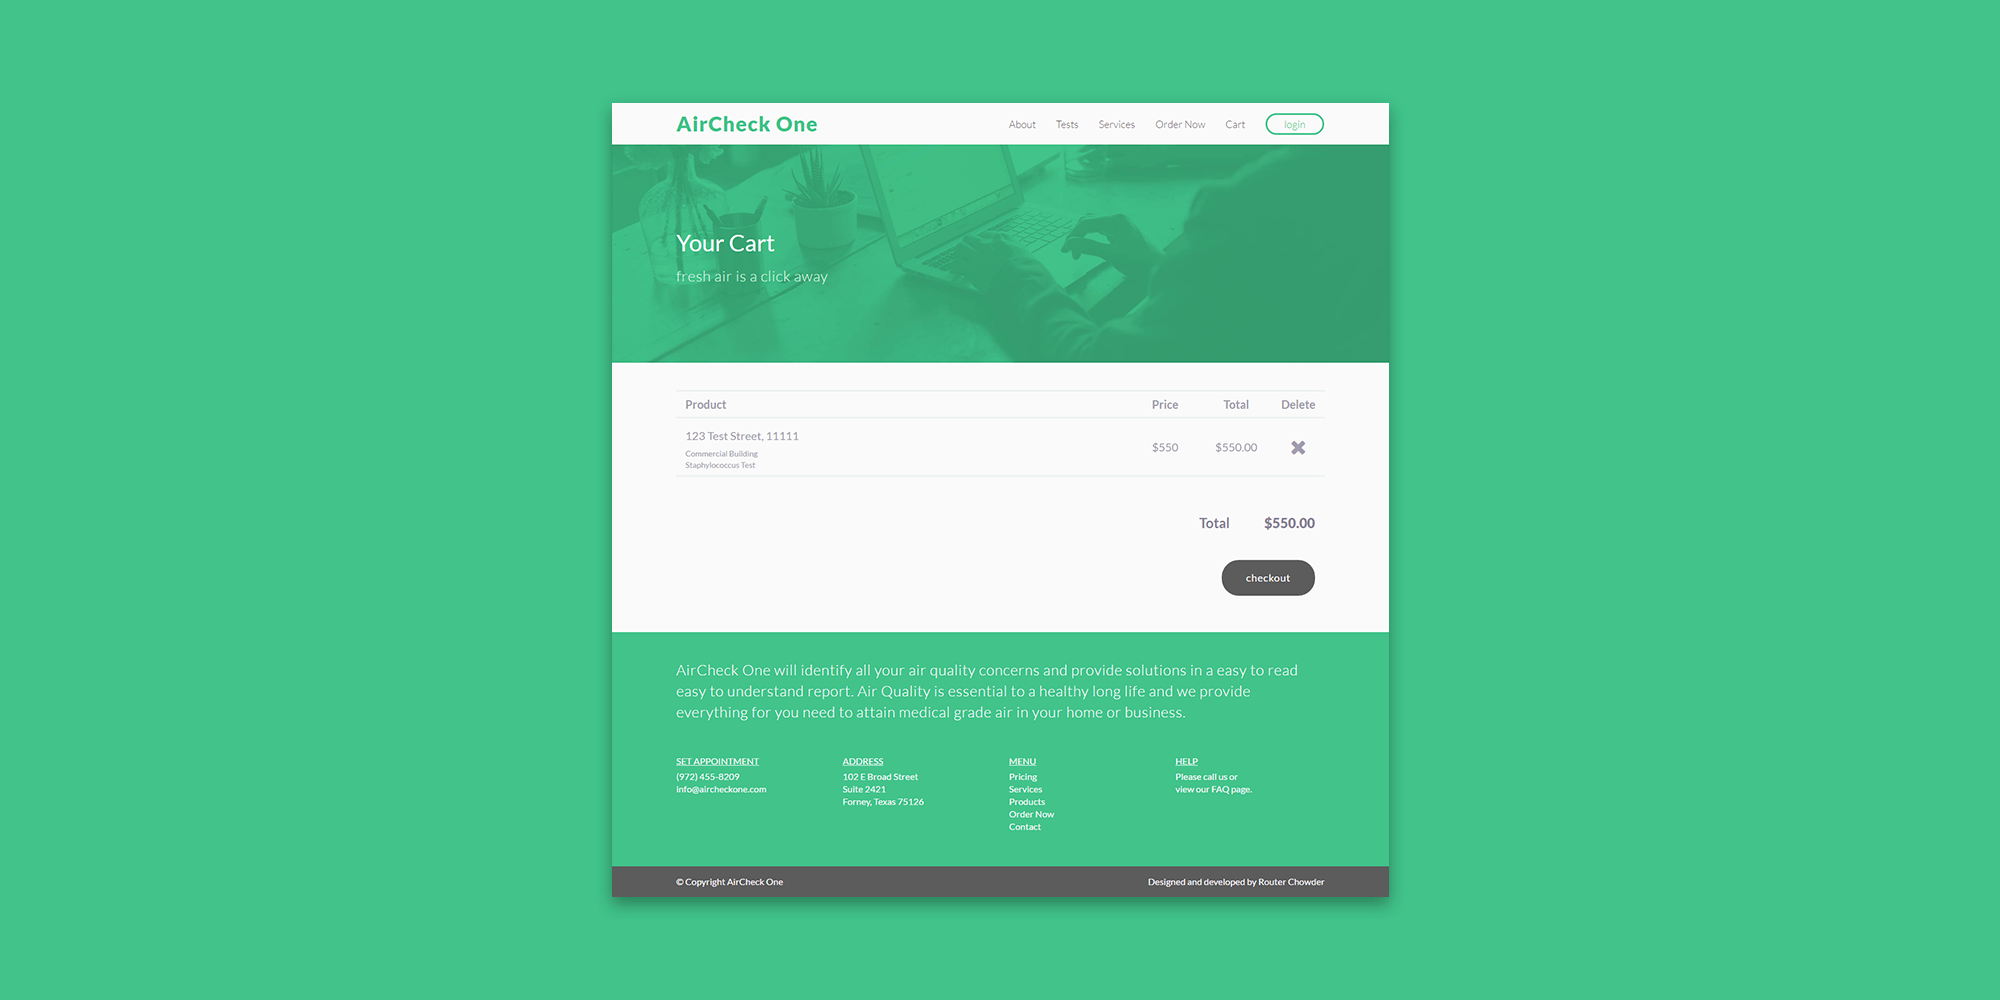 AirCheck One
About Tests Services Order Now Cart login
Your Cart
fresh air is a click away
Product Price Total Delete
123 Test Street, 11111
Commercial Building
Staphylococcus Test
$550 $550.00
Total $550.00
checkout
AirCheck One will identify all your air quality concerns and provide solutions in a easy to read
easy to understand report. Air Quality is essential to a healthy long life and we provide
everything for you need to attain medical grade air in your home or business.
SET APPOINTMENT
(972) 455-8209
info@aircheckone.com
ADDRESS
102 E Broad Street
Suite 2421
Forney, Texas 75126
MENU
Pricing
Services
Products
Order Now
Contact
HELP
Please call us or
view our FAQ page.
© Copyright AirCheck One
Designed and developed by Router Chowder